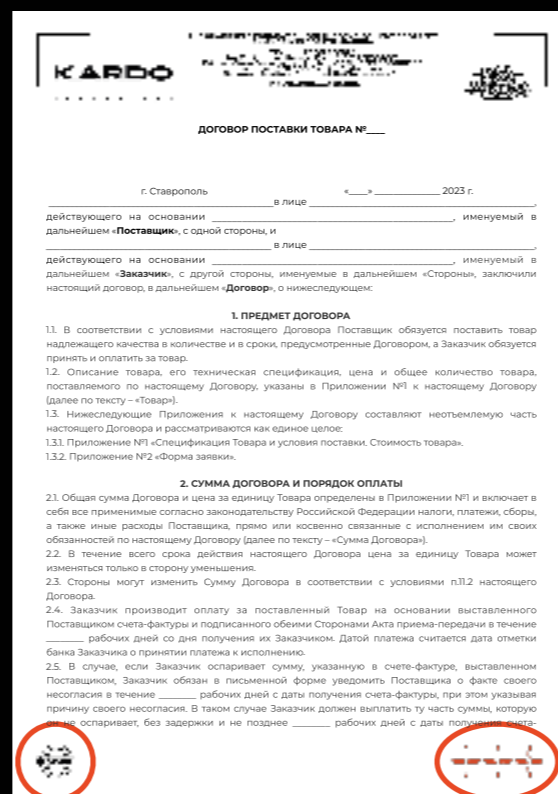 KARDO
ДОГОВОР ПОСТАВКИ ТОВАРА №____
г. Ставрополь «____» ______________ 2023 г.
________________________________________в лице ________________________________________,
действующего на основании ________________________________________, именуемый в
дальнейшем «Поставщик», с одной стороны, и
________________________________________ в лице ________________________________________,
действующего на основании ________________________________________, именуемый в
дальнейшем «Заказчик», с другой стороны, именуемые в дальнейшем «Стороны», заключили
настоящий договор, в дальнейшем «Договор», о нижеследующем:
1. ПРЕДМЕТ ДОГОВОРА
1.1. В соответствии с условиями настоящего Договора Поставщик обязуется поставить товар
надлежащего качества в количестве и в сроки, предусмотренные Договором, а Заказчик обязуется
принять и оплатить за товар.
1.2. Описание товара, его техническая спецификация, цена и общее количество товара,
поставляемого по настоящему Договору, указаны в Приложении №1 к настоящему Договору
(далее по тексту – «Товар»).
1.3. Нижеследующие Приложения к настоящему Договору составляют неотъемлемую часть
настоящего Договора и рассматриваются как единое целое:
1.3.1. Приложение №1 «Спецификация Товара и условия поставки. Стоимость товара».
1.3.2. Приложение №2 «Форма заявки».
2. СУММА ДОГОВОРА И ПОРЯДОК ОПЛАТЫ
2.1. Общая сумма Договора и цена за единицу Товара определены в Приложении №1 и включает в
себя все применимые согласно законодательству Российской Федерации налоги, платежи, сборы,
а также иные расходы Поставщика, прямо или косвенно связанные с исполнением им своих
обязанностей по настоящему Договору (далее по тексту – «Сумма Договора»).
2.2. В течение всего срока действия настоящего Договора цена за единицу Товара может
изменяться только в сторону уменьшения.
2.3. Стороны могут изменить Сумму Договора в соответствии с условиями п.11.2 настоящего
Договора.
2.4. Заказчик производит оплату за поставленный Товар на основании выставленного
Поставщиком счета-фактуры и подписанного обеими Сторонами Акта приема-передачи в течение
_______ рабочих дней со дня получения их Заказчиком. Датой платежа считается дата отметки
банка Заказчика о принятии платежа к исполнению.
2.5. В случае, если Заказчик оспаривает сумму, указанную в счете-фактуре, выставленном
Поставщиком, Заказчик обязан в письменной форме уведомить Поставщика о факте своего
несогласия в течение _______ рабочих дней с даты получения счета-фактуры, при этом указывая
причину своего несогласия. В таком случае Заказчик должен выплатить ту часть суммы, которую
он не оспаривает, без задержки и не позднее _______ рабочих дней с даты получения счета-